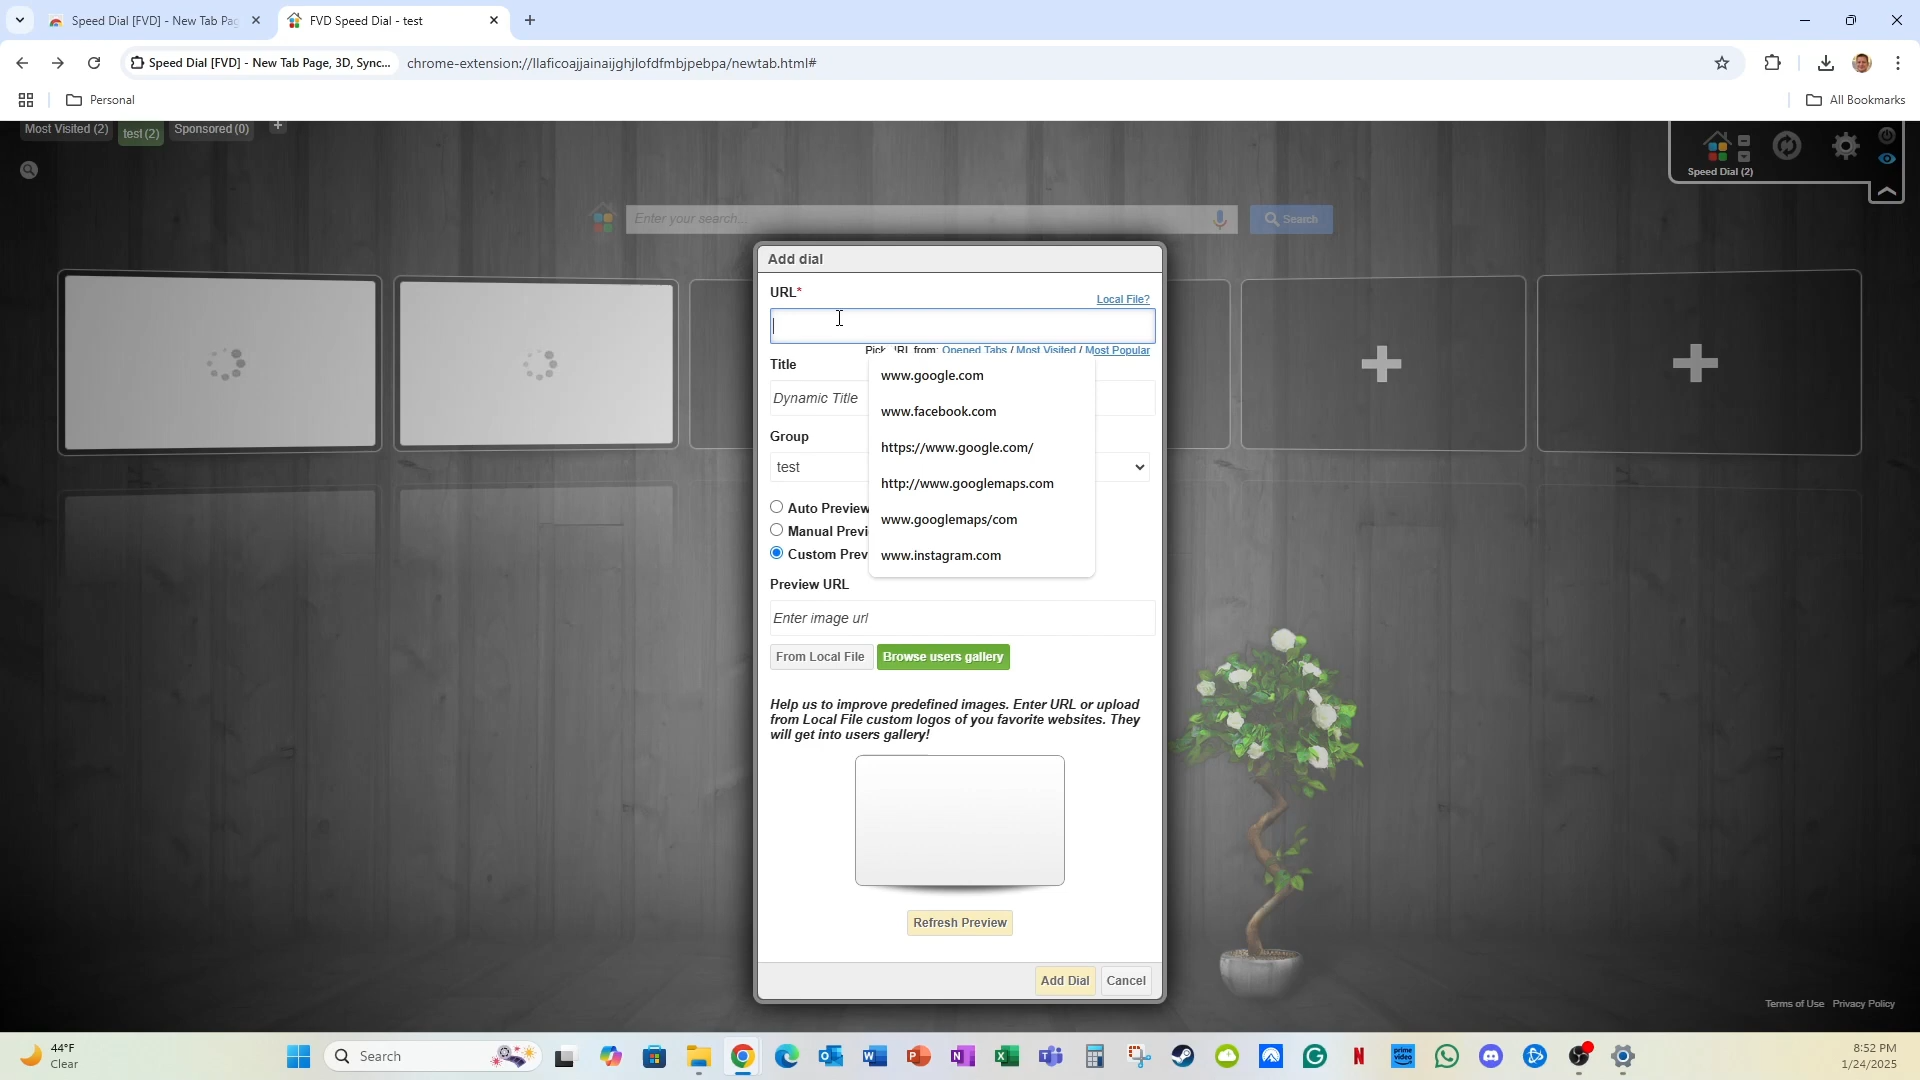 Speed Dial [FVD] - New Tab Pag
FVD Speed Dial - test
Speed Dial [FVD] - New Tab Page, 3D, Sync...
chrome-extension://llaficoajjainaijghjlofdfmbjpebpa/newtab.html#
Personal
All Bookmarks
Most Visited (2)
test (2)
Sponsored (0)
+
Speed Dial (2)
Enter your search...
Search
Add dial
URL*
Local File?
Opened Tabs / Most Visited / Most Popular
Title
Dynamic Title
www.google.com
www.facebook.com
https://www.google.com/
http://www.googlemaps.com
www.googlemaps/com
www.instagram.com
Group
test
Auto Preview
Manual Previ
Custom Prev
Preview URL
Enter image url
From Local File
Browse users gallery
Help us to improve predefined images. Enter URL or upload
from Local File custom logos of you favorite websites. They
will get into users gallery!
Refresh Preview
Add Dial
Cancel
Terms of Use
Privacy Policy
44°F
Clear
Search
8:52 PM
1/24/2025